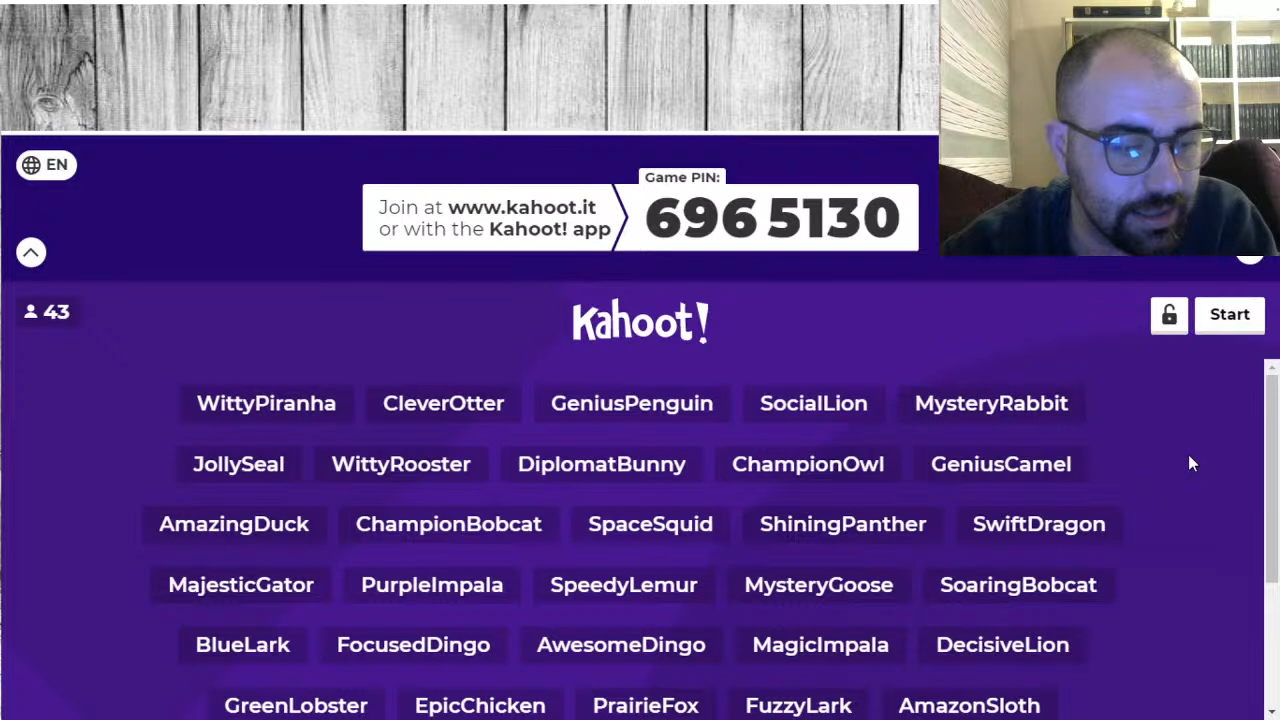 EN
Game PIN:
Join at www.kahoot.it
or with the Kahoot! app
696 5130
43
Kahoot!
Start
WittyPiranha CleverOtter GeniusPenguin SocialLion MysteryRabbit
JollySeal WittyRooster DiplomatBunny ChampionOwl GeniusCamel
AmazingDuck ChampionBobcat SpaceSquid ShiningPanther SwiftDragon
MajesticGator PurpleImpala SpeedyLemur MysteryGoose SoaringBobcat
BlueLark FocusedDingo AwesomeDingo MagicImpala DecisiveLion
GreenLobster EpicChicken PrairieFox FuzzyLark AmazonSloth